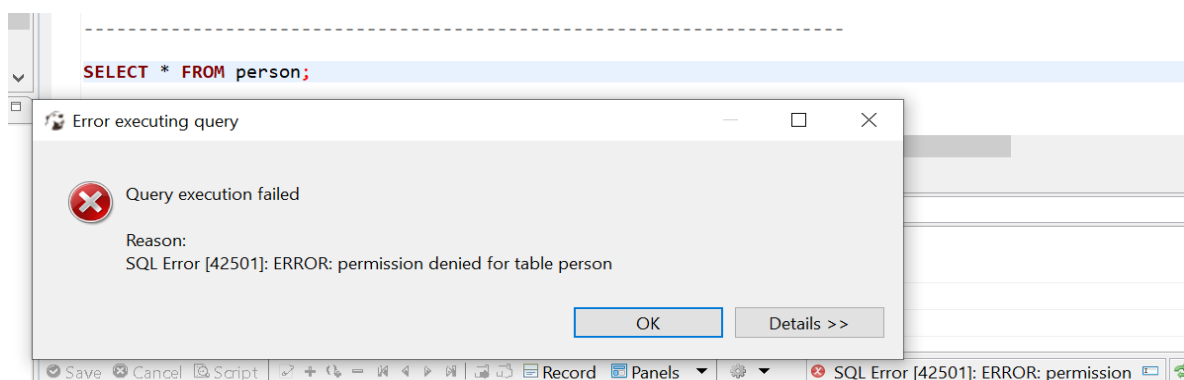 --------------------------------------------------------------------
SELECT * FROM person;
Error executing query
Query execution failed
Reason:
SQL Error [42501]: ERROR: permission denied for table person
OK Details >>
Save Cancel Script Record Panels SQL Error [42501]: ERROR: permission